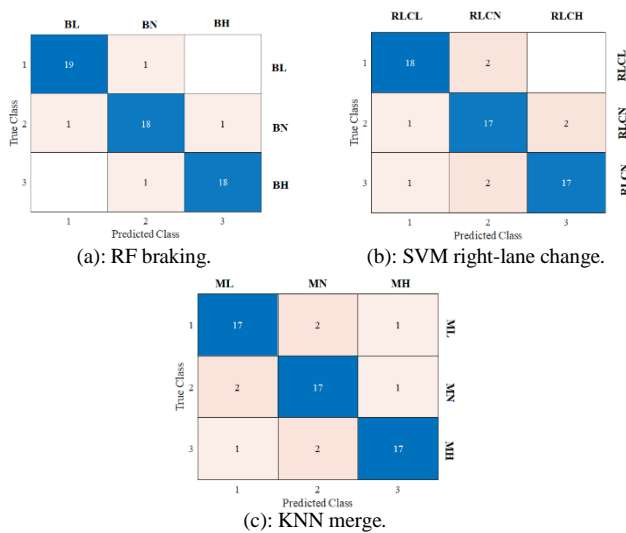 BL BN BH
1 19 1 BL
2 1 18 1 BN
3 1 18 BH
1 2 3
True Class
Predicted Class
(a): RF braking.
RLCL RLCN RLCH
1 18 2 RLCL
2 1 17 2 RLCN
3 1 2 17 RLCN
1 2 3
True Class
Predicted Class
(b): SVM right-lane change.
ML MN MH
1 17 2 1 ML
2 2 17 1 MN
3 1 2 17 MH
1 2 3
True Class
Predicted Class
(c): KNN merge.